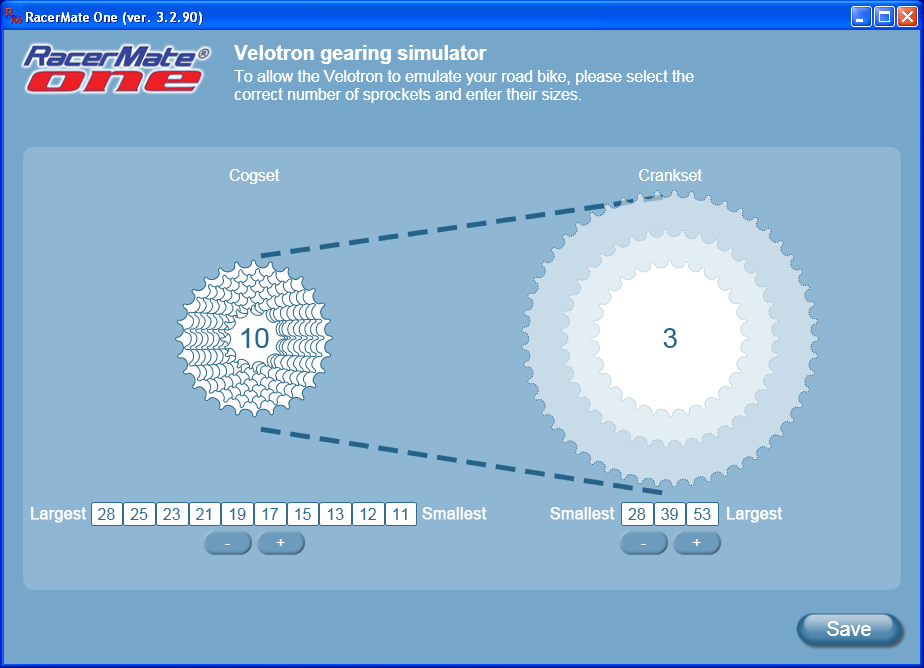 RacerMate One (ver. 3.2.90)
RacerMate®
one
Velotron gearing simulator
To allow the Velotron to emulate your road bike, please select the
correct number of sprockets and enter their sizes.
Cogset
Crankset
10
3
Largest 28 25 23 21 19 17 15 13 12 11 Smallest
Smallest 28 39 53 Largest
- +
- +
Save